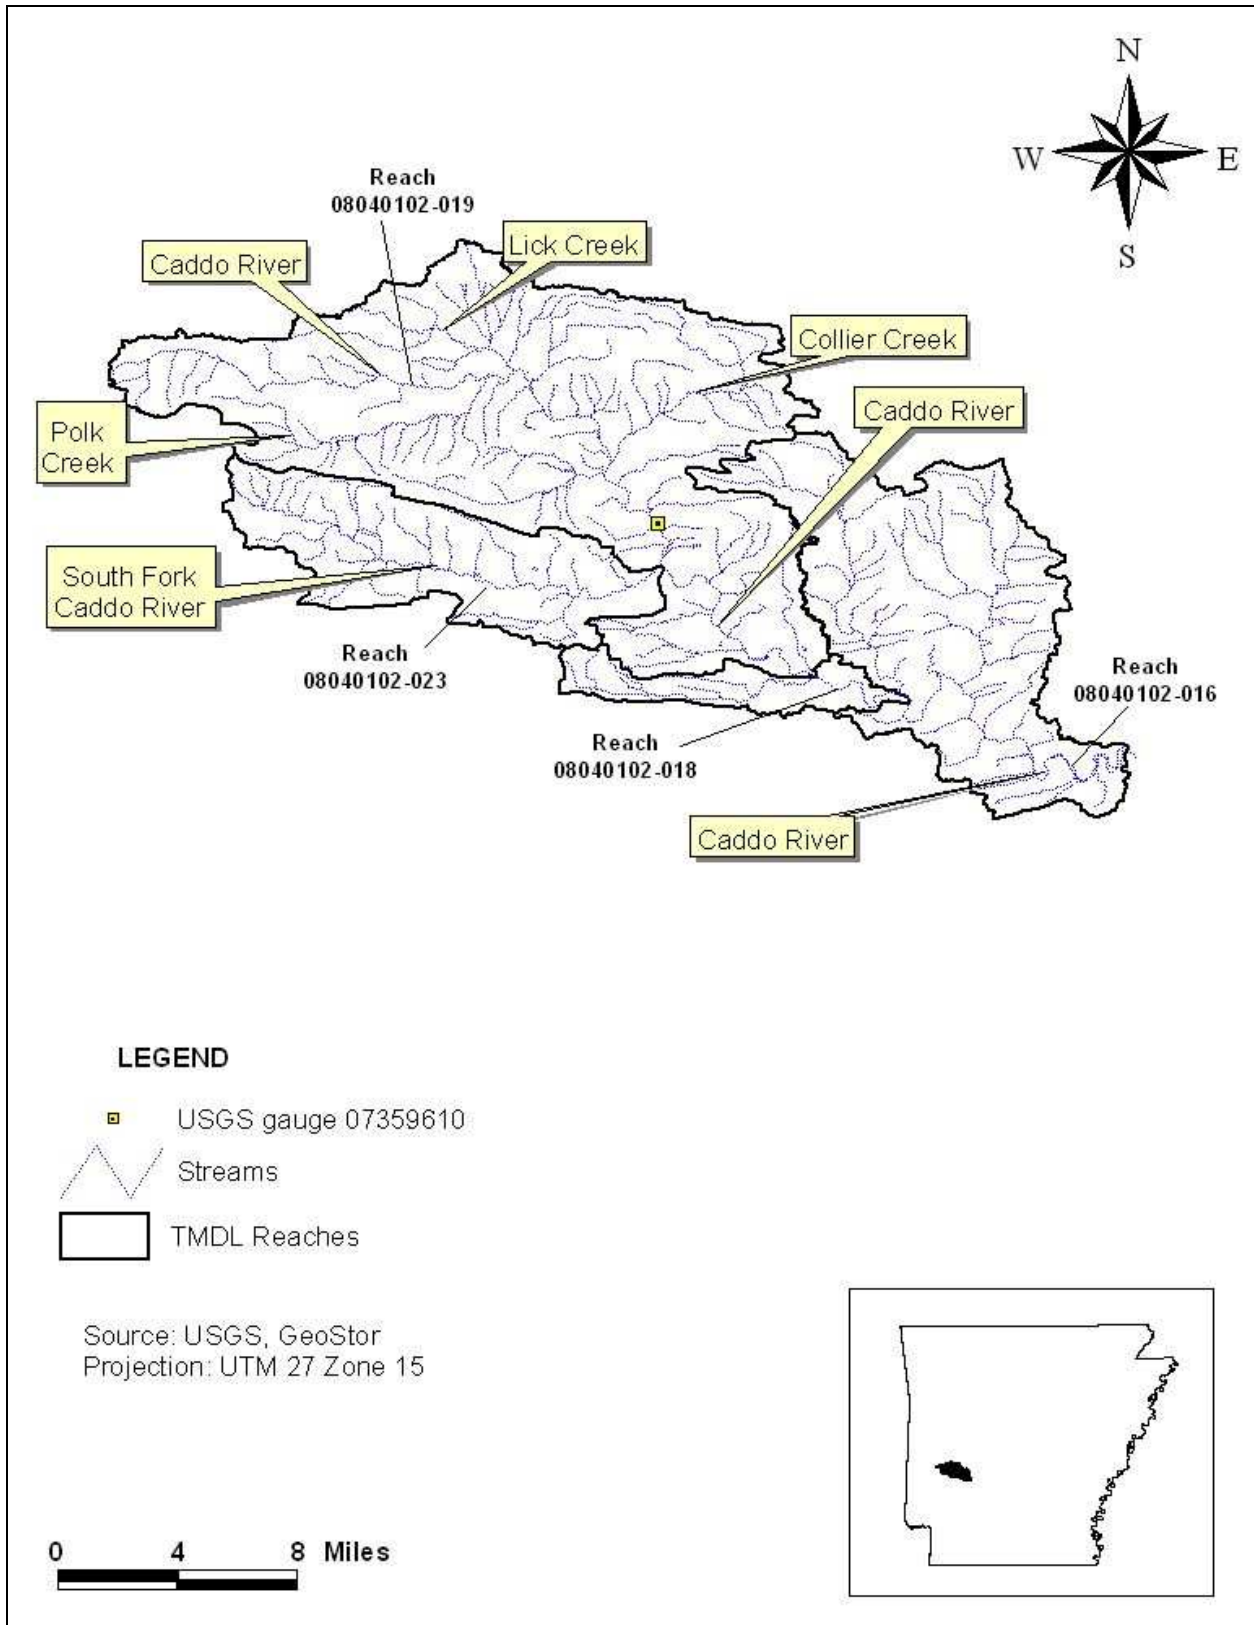 N
W
E
S
Reach
08040102-019
Lick Creek
Caddo River
Collier Creek
Caddo River
Polk
Creek
South Fork
Caddo River
Reach
08040102-023
Reach
08040102-016
Reach
08040102-018
Caddo River
LEGEND
USGS gauge 07359610
Streams
TMDL Reaches
Source: USGS, GeoStor
Projection: UTM 27 Zone 15
0 4 8 Miles